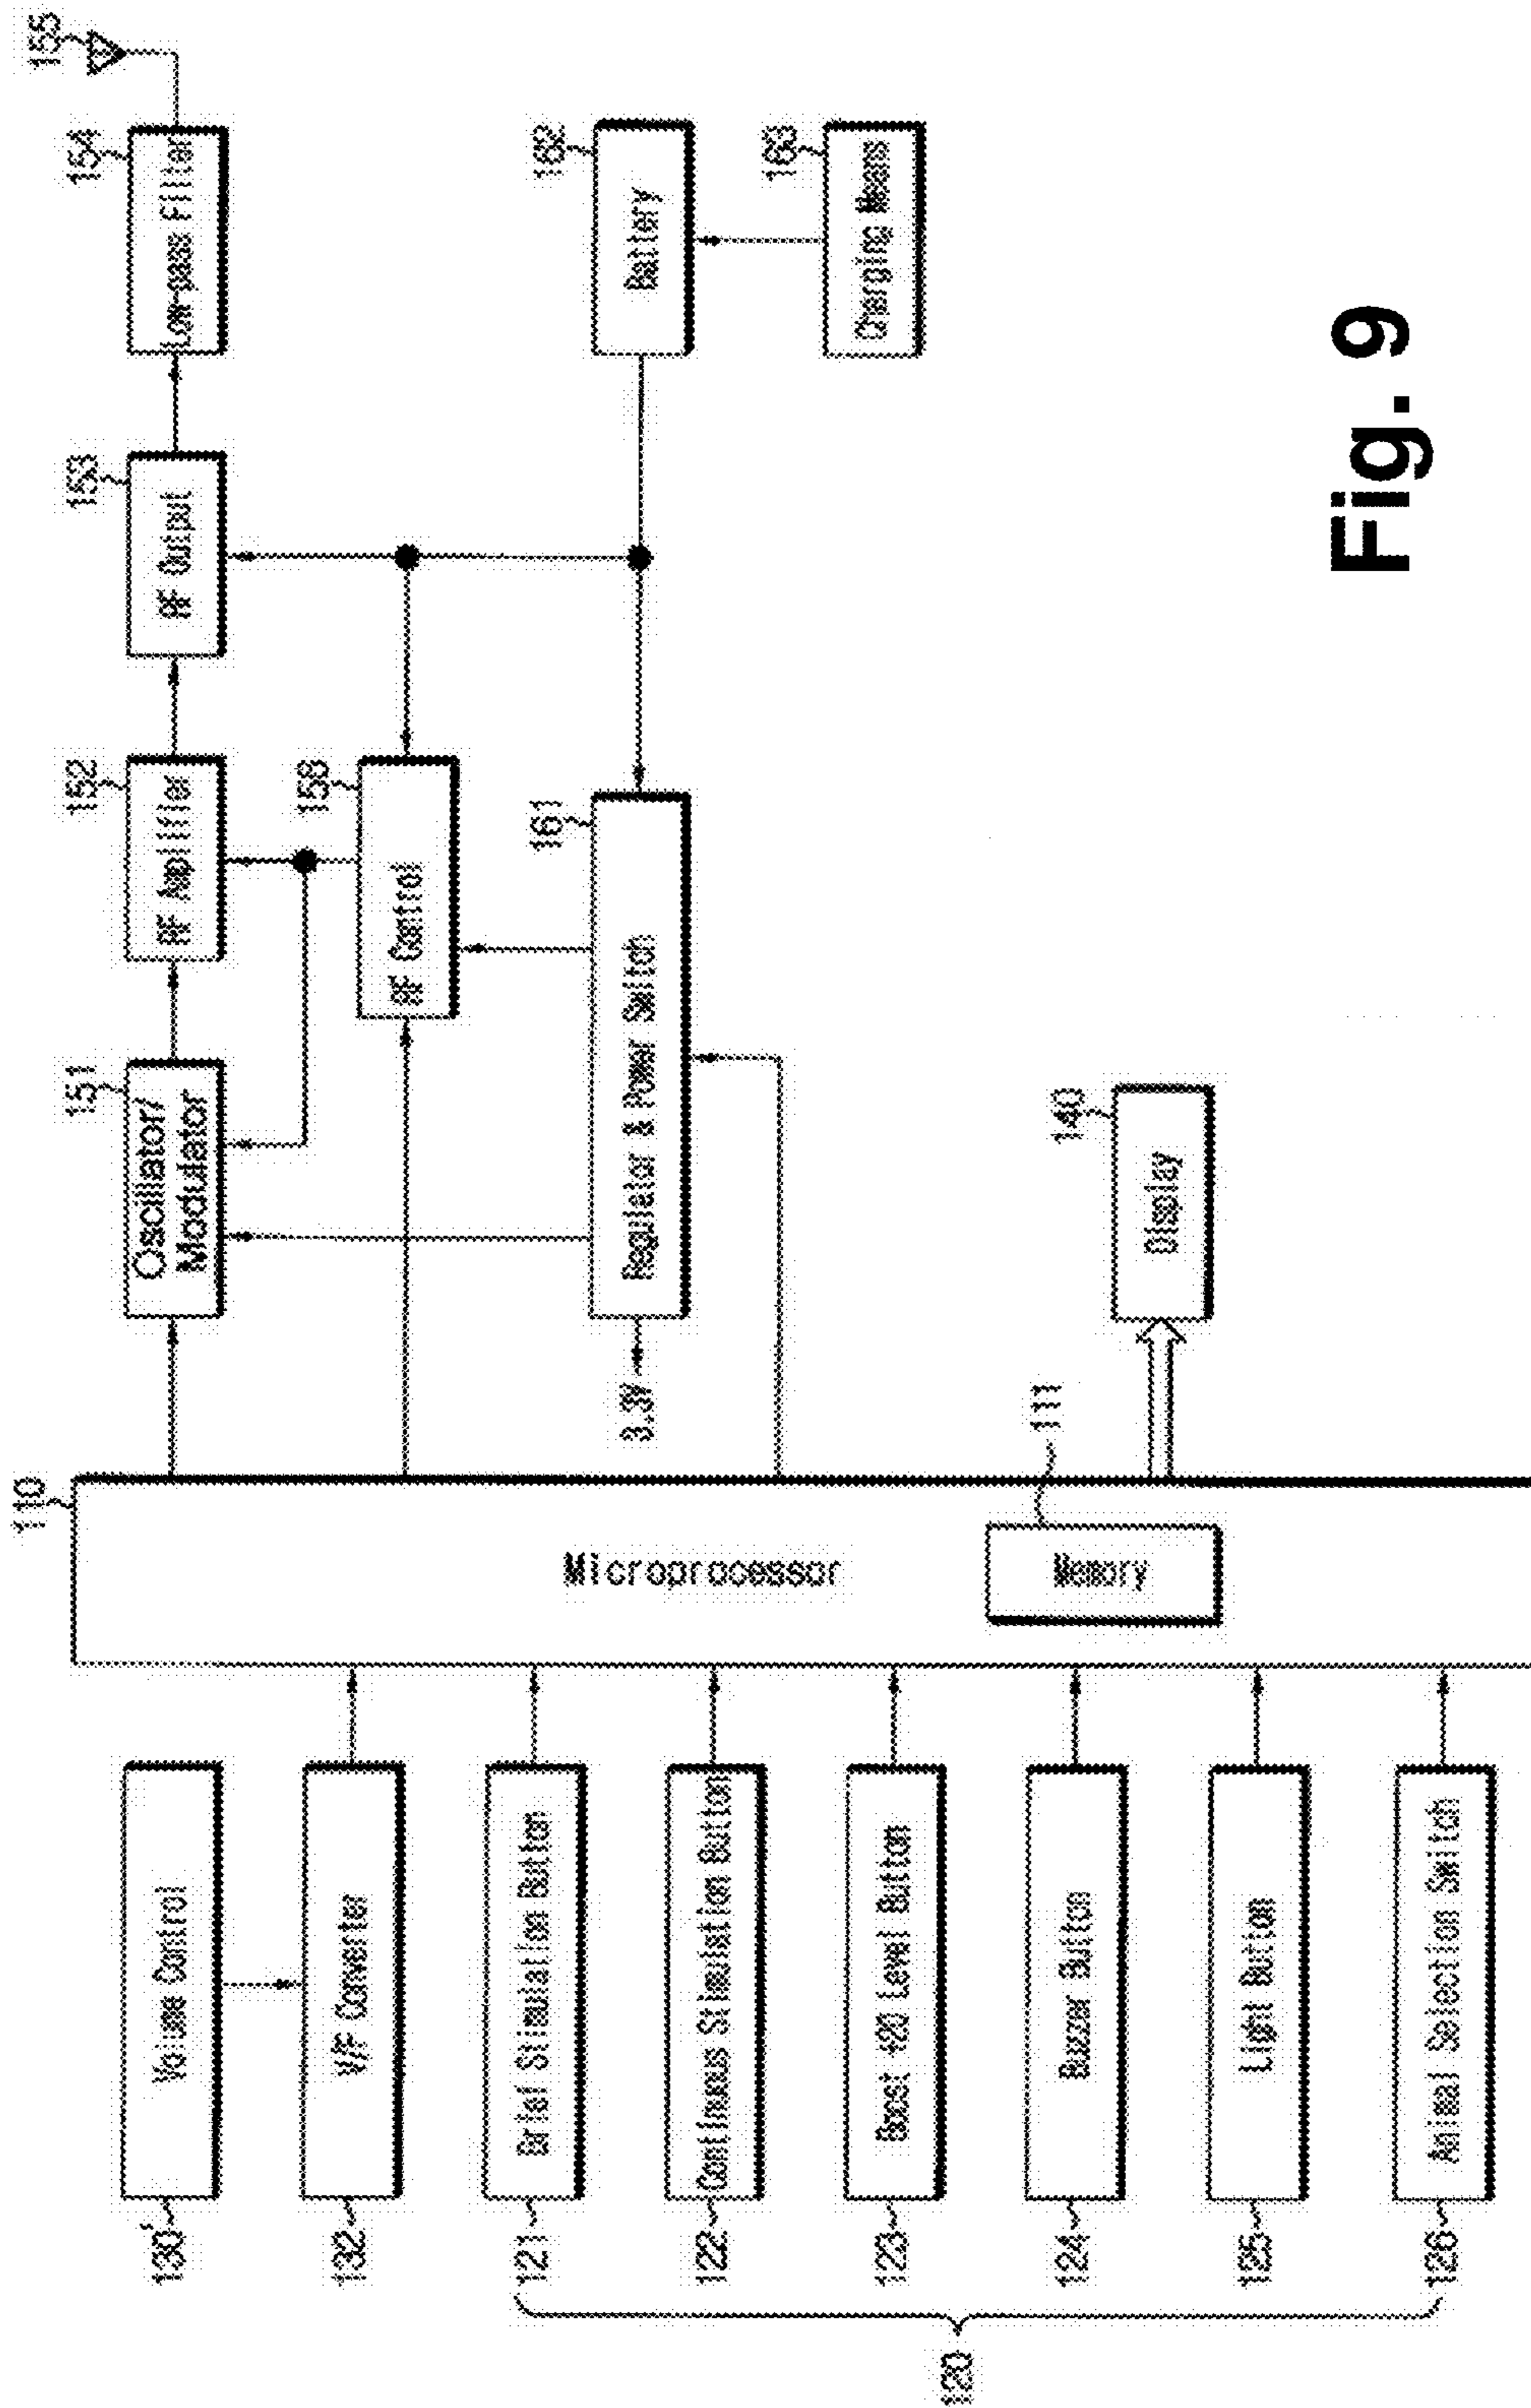 130'
Volume Control
132
V/F Converter
121
Brief Stimulation Button
122
Continuous Stimulation Button
123
Boost +20 Level Button
124
Buzzer Button
125
Light Button
126
Animal Selection Switch
120
110
Microprocessor
111
Memory
151
Oscillator/
Modulator
152
RF Amplifier
153
RF Output
154
Low-pass Filter
155
RF Control
161
Regulator & Power Switch
3.3V
162
Battery
163
Charging Means
140
Display
Fig. 9